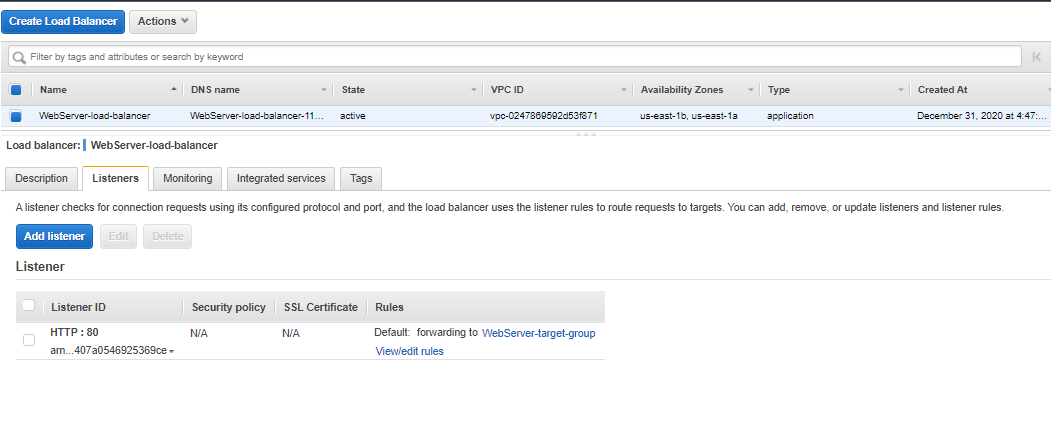 Create Load Balancer Actions
Filter by tags and attributes or search by keyword
Name DNS name State VPC ID Availability Zones Type Created At
WebServer-load-balancer WebServer-load-balancer-11... active vpc-0247869592d53f871 us-east-1b, us-east-1a application December 31, 2020 at 4:47:...
Load balancer: WebServer-load-balancer
Description Listeners Monitoring Integrated services Tags
A listener checks for connection requests using its configured protocol and port, and the load balancer uses the listener rules to route requests to targets. You can add, remove, or update listeners and listener rules.
Add listener Edit Delete
Listener
Listener ID Security policy SSL Certificate Rules
HTTP : 80 N/A N/A Default: forwarding to WebServer-target-group
arn...407a0546925369ce View/edit rules